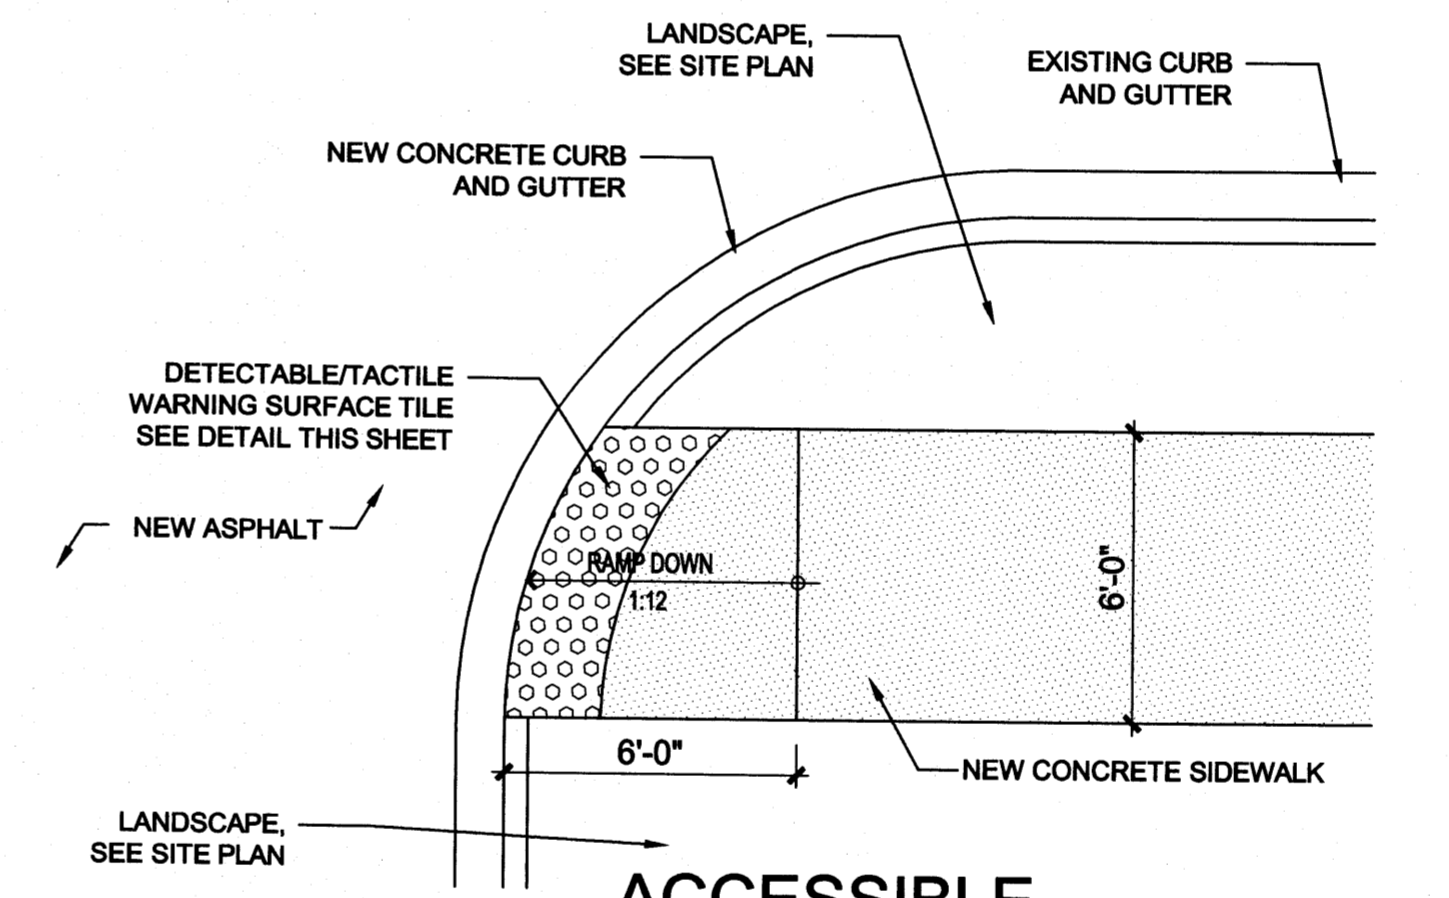 LANDSCAPE,
SEE SITE PLAN
EXISTING CURB
AND GUTTER
NEW CONCRETE CURB
AND GUTTER
DETECTABLE/TACTILE
WARNING SURFACE TILE
SEE DETAIL THIS SHEET
NEW ASPHALT
RAMP DOWN
1:12
6'-0"
6'-0"
NEW CONCRETE SIDEWALK
LANDSCAPE,
SEE SITE PLAN
ACCESSIBLE